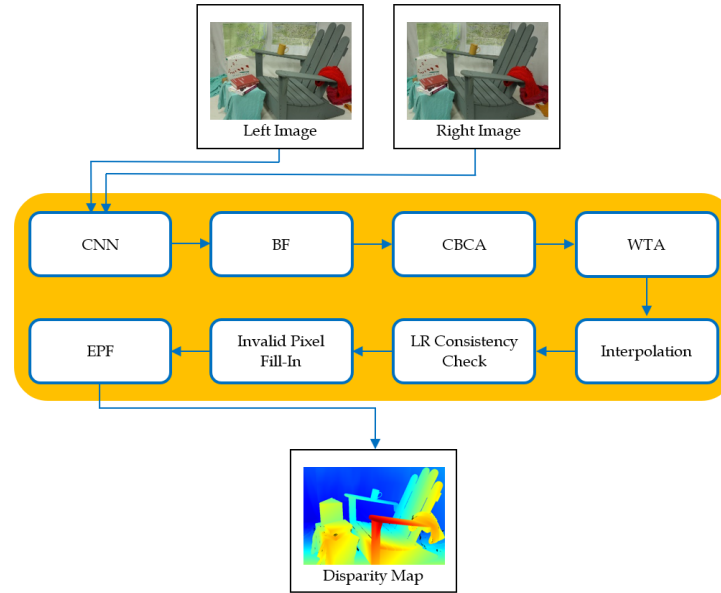 Left Image
Right Image
CNN
BF
CBCA
WTA
EPF
Invalid Pixel
Fill-In
LR Consistency
Check
Interpolation
Disparity Map